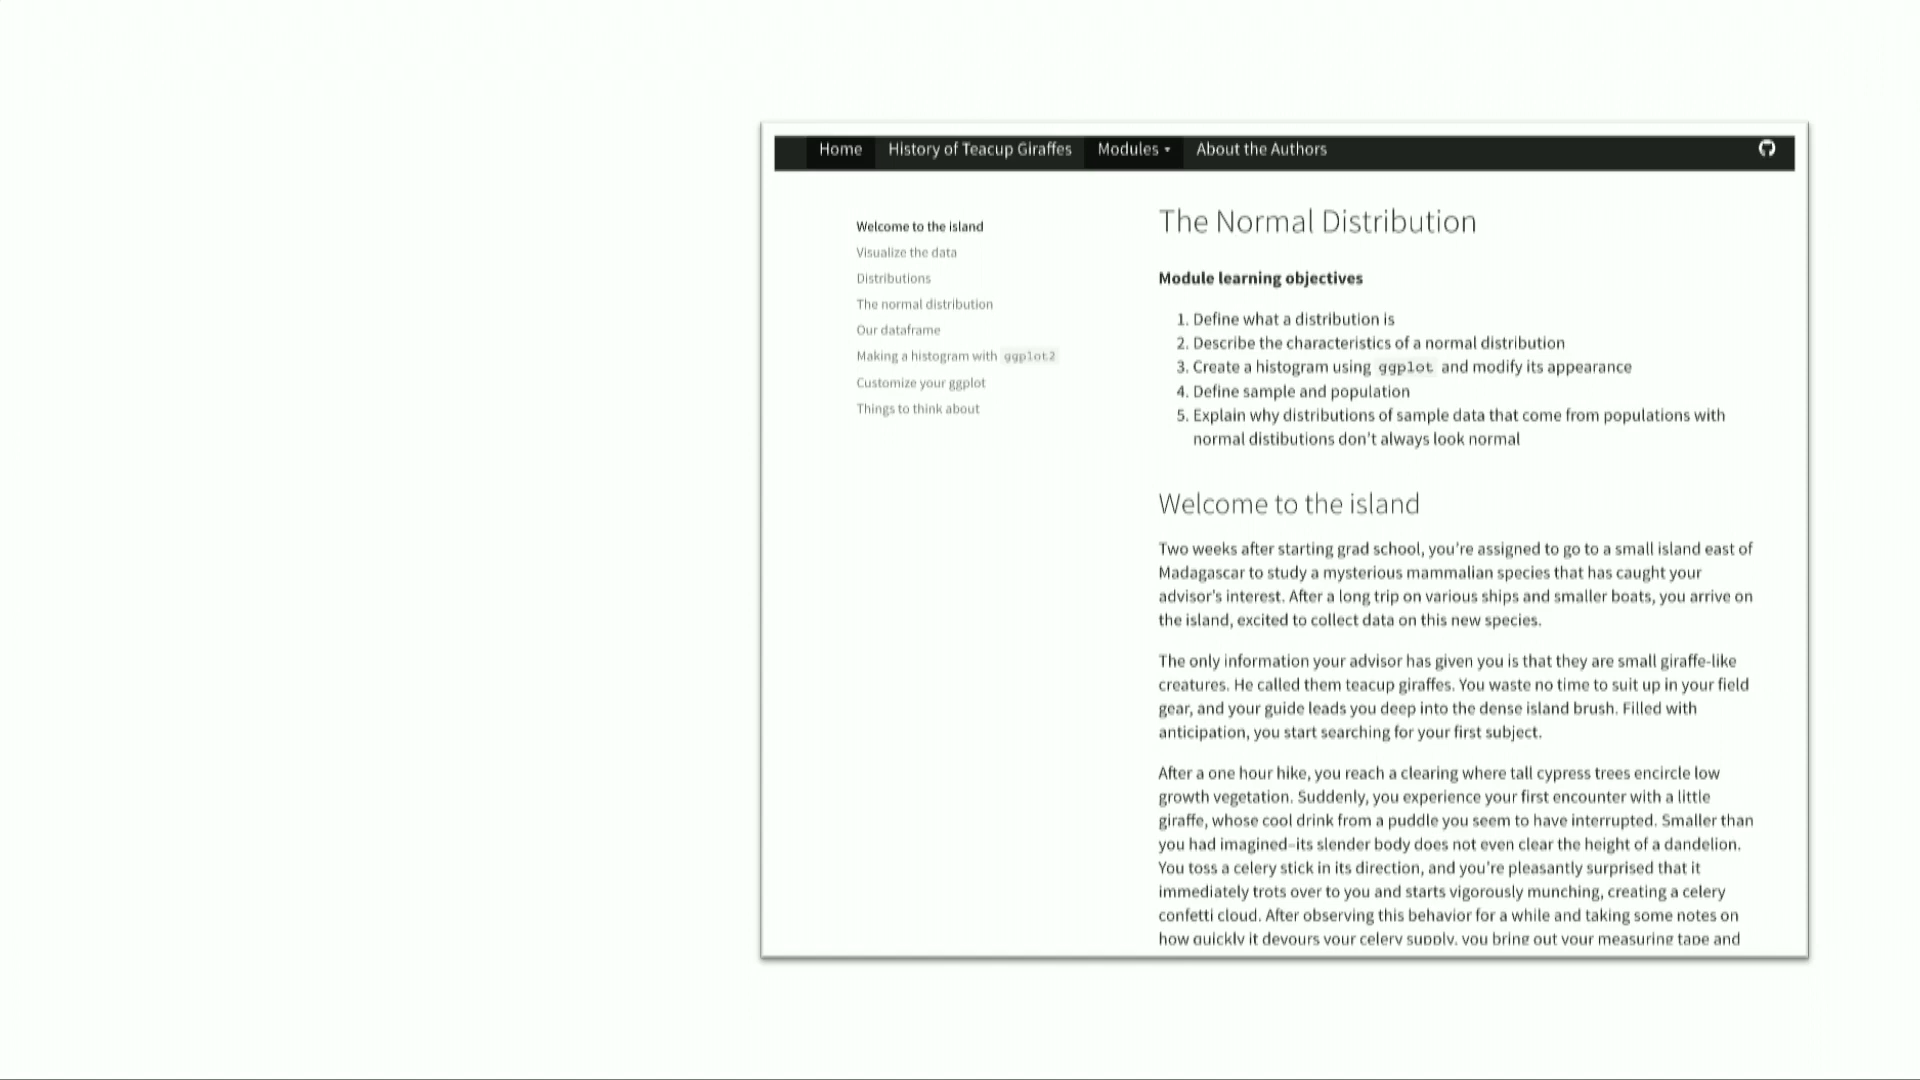 Home History of Teacup Giraffes Modules About the Authors
Welcome to the island
Visualize the data
Distributions
The normal distribution
Our dataframe
Making a histogram with ggplot2
Customize your ggplot
Things to think about
The Normal Distribution
Module learning objectives
1. Define what a distribution is
2. Describe the characteristics of a normal distribution
3. Create a histogram using ggplot and modify its appearance
4. Define sample and population
5. Explain why distributions of sample data that come from populations with
normal distibutions don't always look normal
Welcome to the island
Two weeks after starting grad school, you're assigned to go to a small island east of
Madagascar to study a mysterious mammalian species that has caught your
advisor's interest. After a long trip on various ships and smaller boats, you arrive on
the island, excited to collect data on this new species.
The only information your advisor has given you is that they are small giraffe-like
creatures. He called them teacup giraffes. You waste no time to suit up in your field
gear, and your guide leads you deep into the dense island brush. Filled with
anticipation, you start searching for your first subject.
After a one hour hike, you reach a clearing where tall cypress trees encircle low
growth vegetation. Suddenly, you experience your first encounter with a little
giraffe, whose cool drink from a puddle you seem to have interrupted. Smaller than
you had imagined–its slender body does not even clear the height of a dandelion.
You toss a celery stick in its direction, and you're pleasantly surprised that it
immediately trots over to you and starts vigorously munching, creating a celery
confetti cloud. After observing this behavior for a while and taking some notes on
how quickly it devours your celery supply, you bring out your measuring tape and